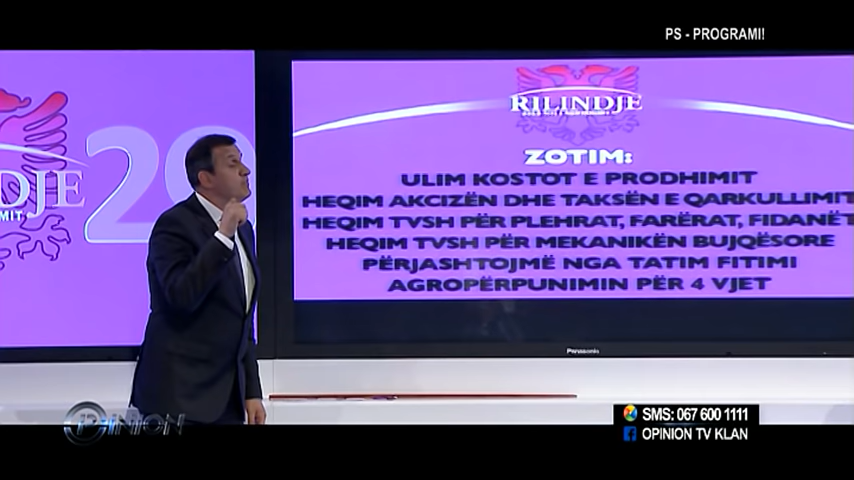 PS - PROGRAMI!
NDJE
MIT.
29
RILINDJE
ZOTIM:
ULIM KOSTOT E PRODHIMIT
HEQIM AKCIZËN DHE TAKSËN E QARKULLIMIT
HEQIM TVSH PËR PLEHRAT, FARËRAT, FIDANËT
HEQIM TVSH PËR MEKANIKËN BUJQËSORE
PËRJASHTOJMË NGA TATIM FITIMI
AGROPËRPUNIMIN PËR 4 VJET
Panasonic
OPINION
SMS: 067 600 1111
OPINION TV KLAN